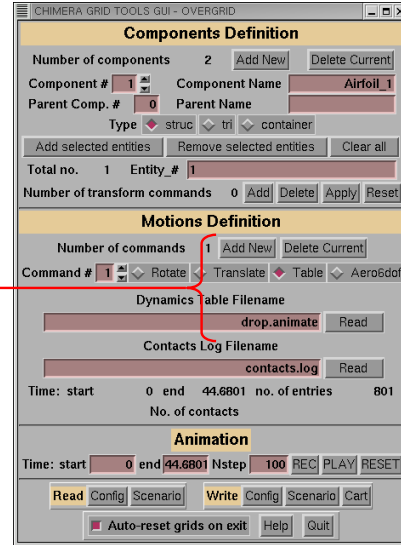 CHIMERA GRID TOOLS GUI - OVERGRID
Components Definition
Number of components 2 Add New Delete Current
Component # 1 Component Name Airfoil_1
Parent Comp. # 0 Parent Name
Type struc tri container
Add selected entities Remove selected entities Clear all
Total no. 1 Entity_# 1
Number of transform commands 0 Add Delete Apply Reset
Motions Definition
Number of commands 1 Add New Delete Current
Command # 1 Rotate Translate Table Aero6dof
Dynamics Table Filename
drop.animate Read
Contacts Log Filename
contacts.log Read
Time: start 0 end 44.6801 no. of entries 801
No. of contacts
Animation
Time: start 0 end 44.6801 Nstep 100 REC PLAY RESET
Read Config Scenario Write Config Scenario Cart
Auto-reset grids on exit Help Quit